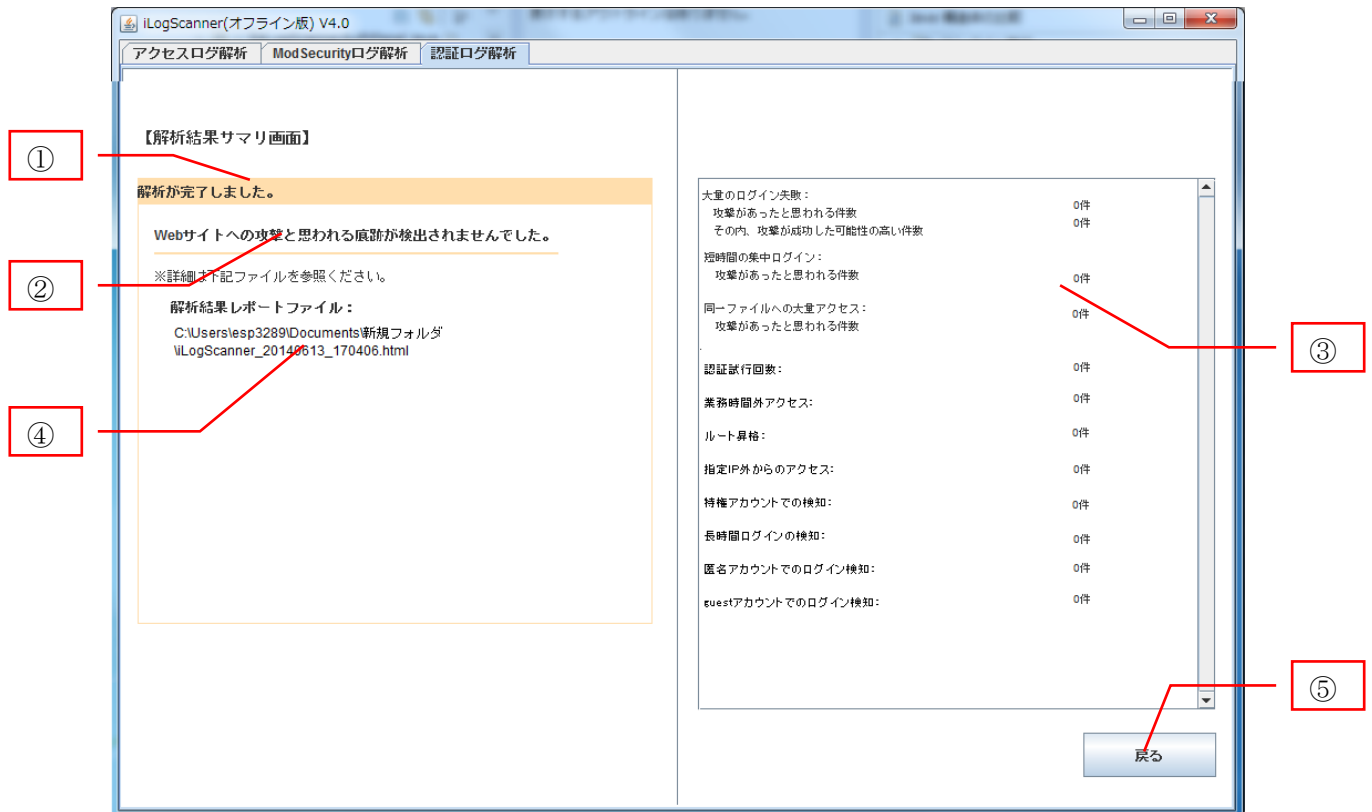 iLogScanner(オフライン版) V4.0
アクセスログ解析 ModSecurityログ解析 認証ログ解析
【解析結果サマリ画面】
①
解析が完了しました。
Webサイトへの攻撃と思われる痕跡が検出されませんでした。
②
※詳細は下記ファイルを参照ください。
解析結果レポートファイル：
C:\Users\esp3289\Documents\新規フォルダ
\iLogScanner_20140613_170406.html
④
大量のログイン失敗：
攻撃があったと思われる件数 0件
その内、攻撃が成功した可能性の高い件数 0件
短時間の集中ログイン：
攻撃があったと思われる件数 0件
同一ファイルへの大量アクセス： 0件
攻撃があったと思われる件数
③
認証試行回数： 0件
業務時間外アクセス： 0件
ルート昇格： 0件
指定IP外からのアクセス： 0件
特権アカウントでの検知： 0件
長時間ログインの検知： 0件
匿名アカウントでのログイン検知： 0件
guestアカウントでのログイン検知： 0件
⑤
戻る